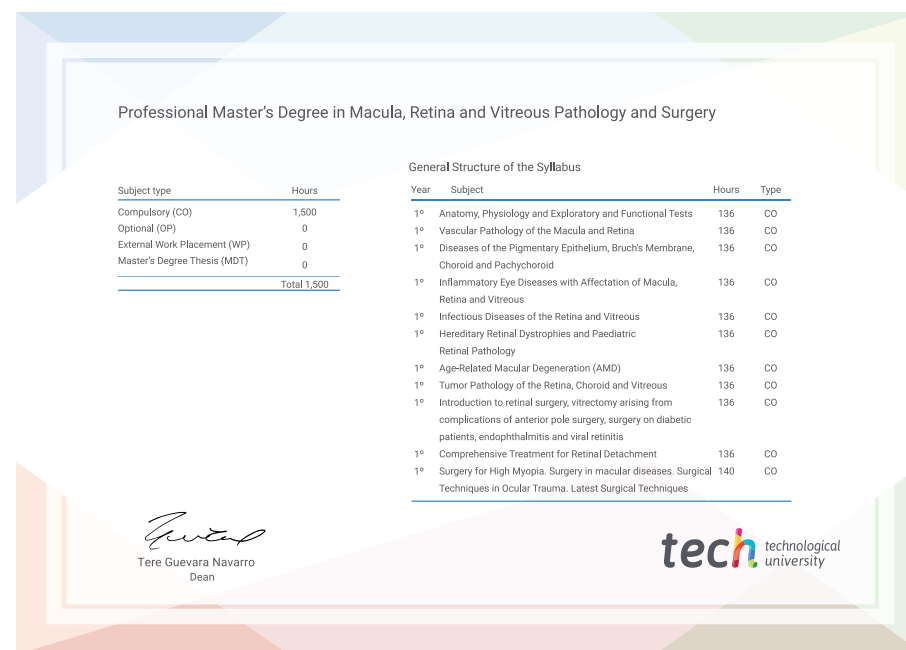 Professional Master's Degree in Macula, Retina and Vitreous Pathology and Surgery
Subject type Hours
Compulsory (CO) 1,500
Optional (OP) 0
External Work Placement (WP) 0
Master's Degree Thesis (MDT) 0
Total 1,500
General Structure of the Syllabus
Year Subject Hours Type
1º Anatomy, Physiology and Exploratory and Functional Tests 136 CO
1º Vascular Pathology of the Macula and Retina 136 CO
1º Diseases of the Pigmentary Epithelium, Bruch's Membrane, 136 CO
Choroid and Pachychoroid
1º Inflammatory Eye Diseases with Affectation of Macula, 136 CO
Retina and Vitreous
1º Infectious Diseases of the Retina and Vitreous 136 CO
1º Hereditary Retinal Dystrophies and Paediatric 136 CO
Retinal Pathology
1º Age-Related Macular Degeneration (AMD) 136 CO
1º Tumor Pathology of the Retina, Choroid and Vitreous 136 CO
1º Introduction to retinal surgery, vitrectomy arising from 136 CO
complications of anterior pole surgery, surgery on diabetic
patients, endophthalmitis and viral retinitis
1º Comprehensive Treatment for Retinal Detachment 136 CO
1º Surgery for High Myopia. Surgery in macular diseases. Surgical 140 CO
Techniques in Ocular Trauma. Latest Surgical Techniques
Tere Guevara Navarro
Dean
tech technological
university